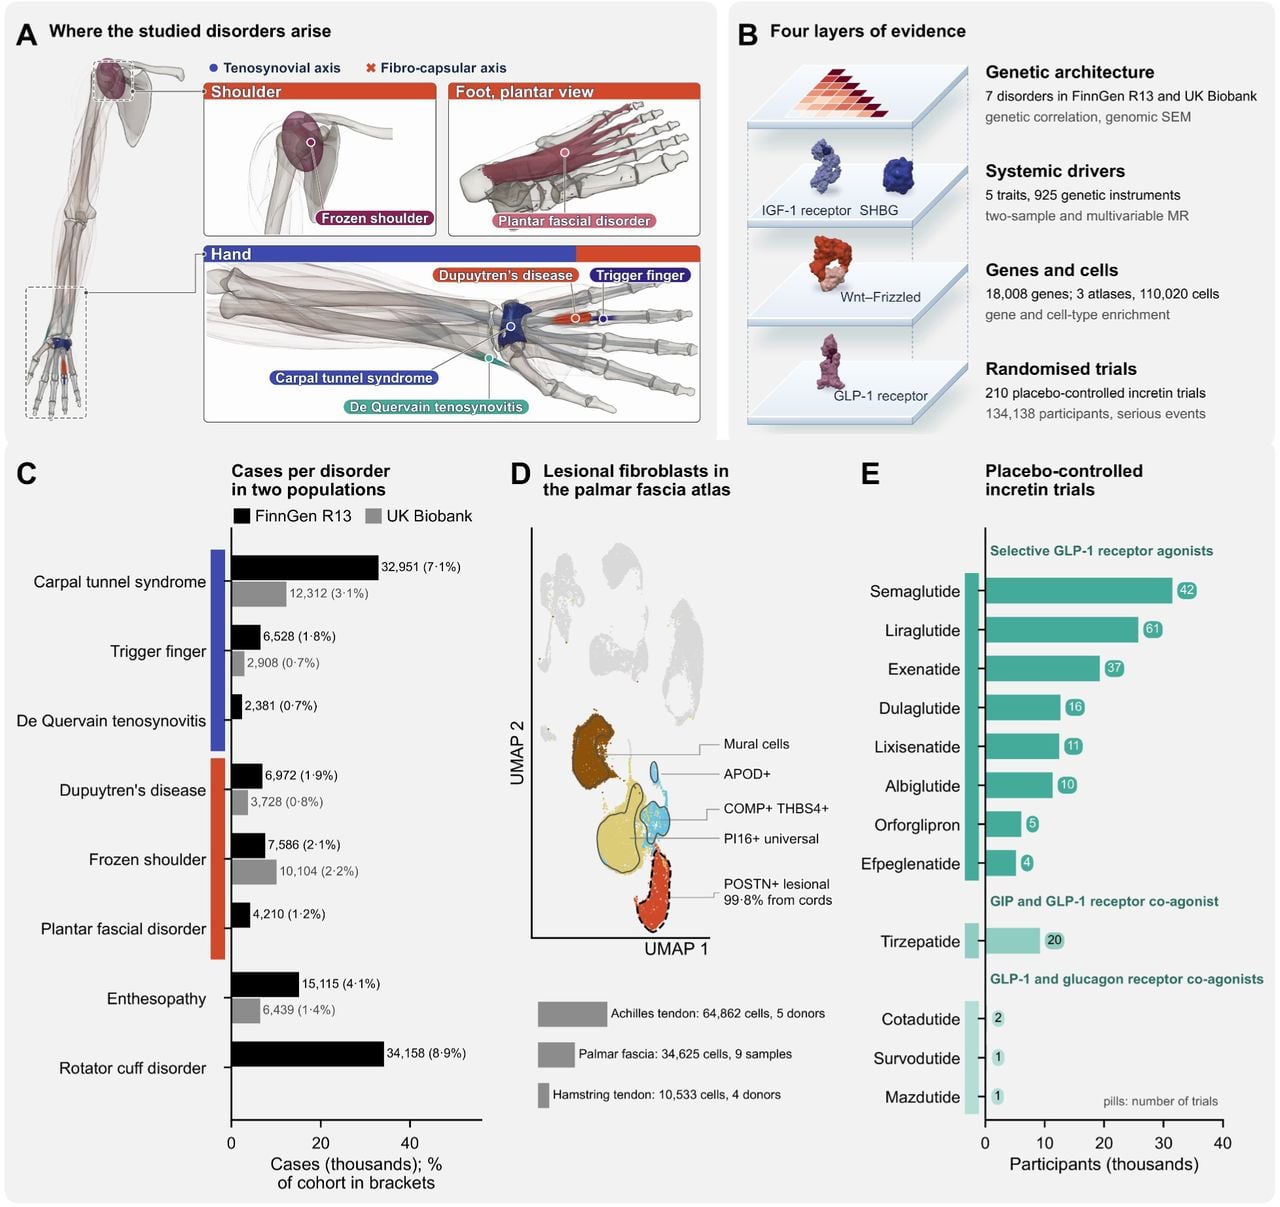 A Where the studied disorders arise
Tenosynovial axis Fibro-capsular axis
Shoulder
Frozen shoulder
Foot, plantar view
Plantar fascial disorder
Hand
Dupuytren's disease
Trigger finger
Carpal tunnel syndrome
De Quervain tenosynovitis
B Four layers of evidence
IGF-1 receptor SHBG
Wnt–Frizzled
GLP-1 receptor
Genetic architecture
7 disorders in FinnGen R13 and UK Biobank
genetic correlation, genomic SEM
Systemic drivers
5 traits, 925 genetic instruments
two-sample and multivariable MR
Genes and cells
18,008 genes; 3 atlases, 110,020 cells
gene and cell-type enrichment
Randomised trials
210 placebo-controlled incretin trials
134,138 participants, serious events
C Cases per disorder
in two populations
FinnGen R13 UK Biobank
Carpal tunnel syndrome
32,951 (7·1%)
12,312 (3·1%)
Trigger finger
6,528 (1·8%)
2,908 (0·7%)
De Quervain tenosynovitis
2,381 (0·7%)
Dupuytren's disease
6,972 (1·9%)
3,728 (0·8%)
Frozen shoulder
7,586 (2·1%)
10,104 (2·2%)
Plantar fascial disorder
4,210 (1·2%)
Enthesopathy
15,115 (4·1%)
6,439 (1·4%)
Rotator cuff disorder
34,158 (8·9%)
0 20 40
Cases (thousands); %
of cohort in brackets
D Lesional fibroblasts in
the palmar fascia atlas
UMAP 2
Mural cells
APOD+
COMP+ THBS4+
PI16+ universal
POSTN+ lesional
99·8% from cords
UMAP 1
Achilles tendon: 64,862 cells, 5 donors
Palmar fascia: 34,625 cells, 9 samples
Hamstring tendon: 10,533 cells, 4 donors
E Placebo-controlled
incretin trials
Selective GLP-1 receptor agonists
Semaglutide 42
Liraglutide 61
Exenatide 37
Dulaglutide 16
Lixisenatide 11
Albiglutide 10
Orforglipron 5
Efpeglenatide 4
GIP and GLP-1 receptor co-agonist
Tirzepatide 20
GLP-1 and glucagon receptor co-agonists
Cotadutide 2
Survodutide 1
Mazdutide 1
pills: number of trials
0 10 20 30 40
Participants (thousands)